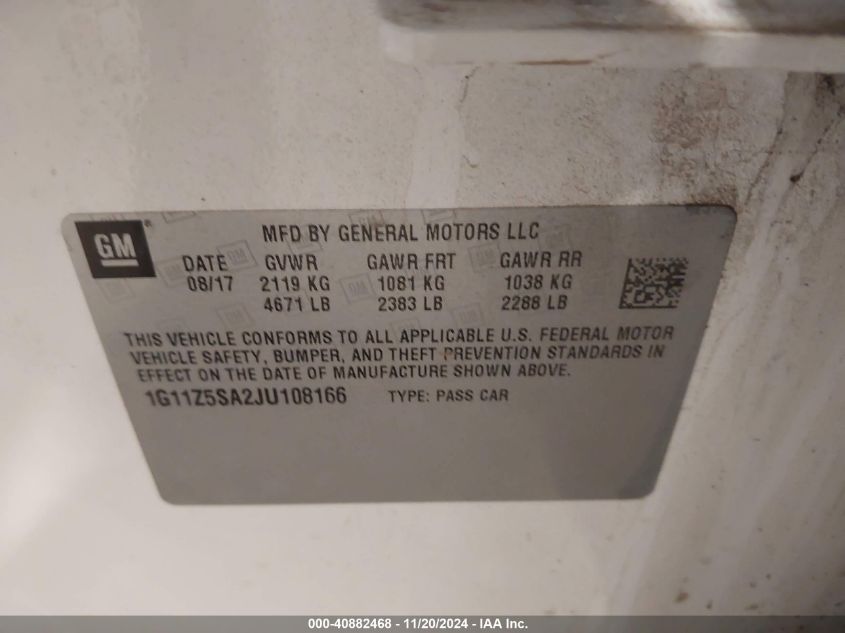 GM
MFD BY GENERAL MOTORS LLC
DATE GVWR GAWR FRT GAWR RR
08/17 2119 KG 1081 KG 1038 KG
4671 LB 2383 LB 2288 LB
THIS VEHICLE CONFORMS TO ALL APPLICABLE U.S. FEDERAL MOTOR
VEHICLE SAFETY, BUMPER, AND THEFT PREVENTION STANDARDS IN
EFFECT ON THE DATE OF MANUFACTURE SHOWN ABOVE.
1G11Z5SA2JU108166 TYPE: PASS CAR
000-40882468 - 11/20/2024 - IAA Inc.